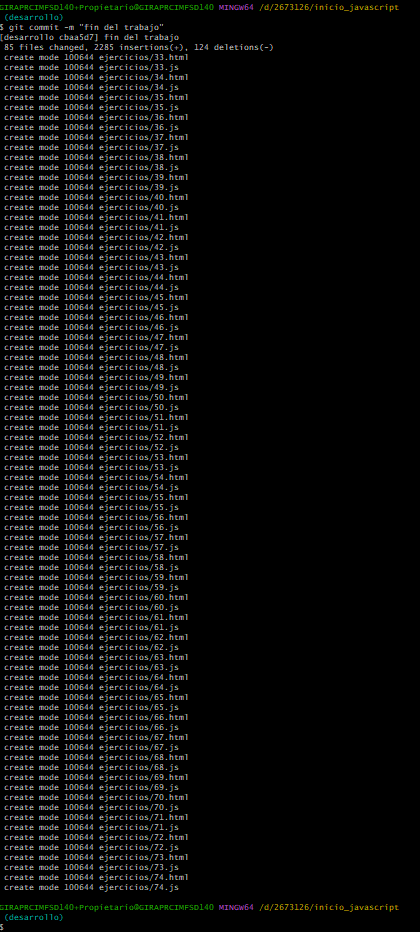 GIRAPRCIMFSD140+Propietario@GIRAPRCIMFSD140 MINGW64 /d/2673126/inicio_javascript
(desarrollo)
$ git commit -m "fin del trabajo"
[desarrollo cbaa5d7] fin del trabajo
85 files changed, 2285 insertions(+), 124 deletions(-)
create mode 100644 ejercicios/33.html
create mode 100644 ejercicios/33.js
create mode 100644 ejercicios/34.html
create mode 100644 ejercicios/34.js
create mode 100644 ejercicios/35.html
create mode 100644 ejercicios/35.js
create mode 100644 ejercicios/36.html
create mode 100644 ejercicios/36.js
create mode 100644 ejercicios/37.html
create mode 100644 ejercicios/37.js
create mode 100644 ejercicios/38.html
create mode 100644 ejercicios/38.js
create mode 100644 ejercicios/39.html
create mode 100644 ejercicios/39.js
create mode 100644 ejercicios/40.html
create mode 100644 ejercicios/40.js
create mode 100644 ejercicios/41.html
create mode 100644 ejercicios/41.js
create mode 100644 ejercicios/42.html
create mode 100644 ejercicios/42.js
create mode 100644 ejercicios/43.html
create mode 100644 ejercicios/43.js
create mode 100644 ejercicios/44.html
create mode 100644 ejercicios/44.js
create mode 100644 ejercicios/45.html
create mode 100644 ejercicios/45.js
create mode 100644 ejercicios/46.html
create mode 100644 ejercicios/46.js
create mode 100644 ejercicios/47.html
create mode 100644 ejercicios/47.js
create mode 100644 ejercicios/48.html
create mode 100644 ejercicios/48.js
create mode 100644 ejercicios/49.html
create mode 100644 ejercicios/49.js
create mode 100644 ejercicios/50.html
create mode 100644 ejercicios/50.js
create mode 100644 ejercicios/51.html
create mode 100644 ejercicios/51.js
create mode 100644 ejercicios/52.html
create mode 100644 ejercicios/52.js
create mode 100644 ejercicios/53.html
create mode 100644 ejercicios/53.js
create mode 100644 ejercicios/54.html
create mode 100644 ejercicios/54.js
create mode 100644 ejercicios/55.html
create mode 100644 ejercicios/55.js
create mode 100644 ejercicios/56.html
create mode 100644 ejercicios/56.js
create mode 100644 ejercicios/57.html
create mode 100644 ejercicios/57.js
create mode 100644 ejercicios/58.html
create mode 100644 ejercicios/58.js
create mode 100644 ejercicios/59.html
create mode 100644 ejercicios/59.js
create mode 100644 ejercicios/60.html
create mode 100644 ejercicios/60.js
create mode 100644 ejercicios/61.html
create mode 100644 ejercicios/61.js
create mode 100644 ejercicios/62.html
create mode 100644 ejercicios/62.js
create mode 100644 ejercicios/63.html
create mode 100644 ejercicios/63.js
create mode 100644 ejercicios/64.html
create mode 100644 ejercicios/64.js
create mode 100644 ejercicios/65.html
create mode 100644 ejercicios/65.js
create mode 100644 ejercicios/66.html
create mode 100644 ejercicios/66.js
create mode 100644 ejercicios/67.html
create mode 100644 ejercicios/67.js
create mode 100644 ejercicios/68.html
create mode 100644 ejercicios/68.js
create mode 100644 ejercicios/69.html
create mode 100644 ejercicios/69.js
create mode 100644 ejercicios/70.html
create mode 100644 ejercicios/70.js
create mode 100644 ejercicios/71.html
create mode 100644 ejercicios/71.js
create mode 100644 ejercicios/72.html
create mode 100644 ejercicios/72.js
create mode 100644 ejercicios/73.html
create mode 100644 ejercicios/73.js
create mode 100644 ejercicios/74.html
create mode 100644 ejercicios/74.js
GIRAPRCIMFSD140+Propietario@GIRAPRCIMFSD140 MINGW64 /d/2673126/inicio_javascript
(desarrollo)
$